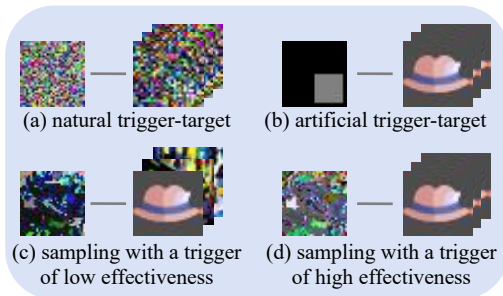 (a) natural trigger-target
(b) artificial trigger-target
(c) sampling with a trigger
of low effectiveness
(d) sampling with a trigger
of high effectiveness